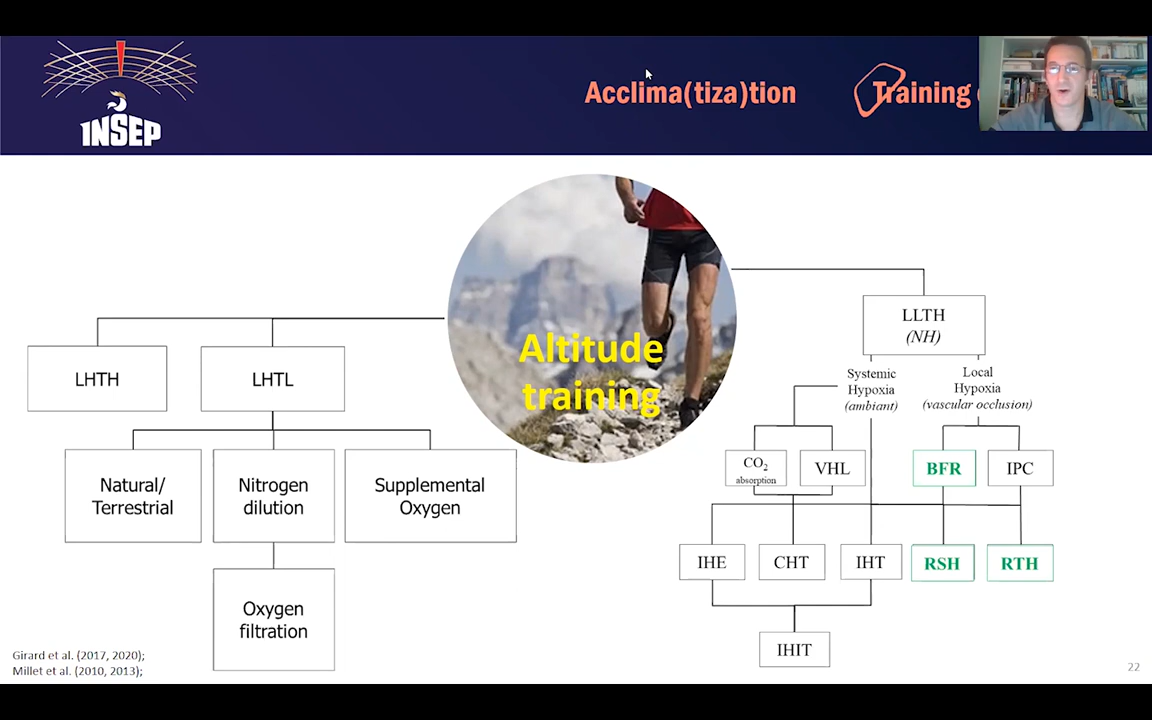 INSEP
Acclima(tiza)tion
Training
Altitude
training
LHTH
LHTL
Natural/
Terrestrial
Nitrogen
dilution
Supplemental
Oxygen
Oxygen
filtration
LLTH
(NH)
Systemic
Hypoxia
(ambiant)
Local
Hypoxia
(vascular occlusion)
CO₂
absorption
VHL
BFR
IPC
IHE
CHT
IHT
RSH
RTH
IHIT
Girard et al. (2017, 2020);
Millet et al. (2010, 2013);
22